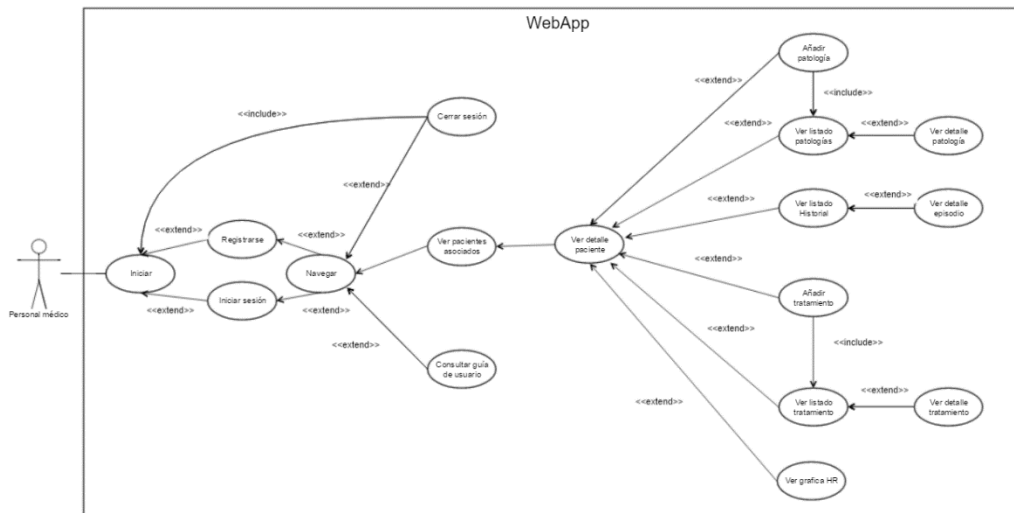 WebApp
Añadir
patología
<<extend>>
<<include>>
<<include>>
Cerrar sesión
<<extend>>
Ver listado
patologías
<<extend>>
Ver detalle
patología
<<extend>>
<<extend>>
Ver listado
Historial
<<extend>>
Ver detalle
episodio
<<extend>>
Registrarse
<<extend>>
Ver pacientes
asociados
Ver detalle
paciente
Iniciar
Navegar
<<extend>>
Personal médico
<<extend>>
Iniciar sesión
<<extend>>
Añadir
tratamiento
<<extend>>
<<include>>
Consultar guía
de usuario
<<extend>>
Ver listado
tratamiento
<<extend>>
Ver detalle
tratamiento
Ver grafica HR